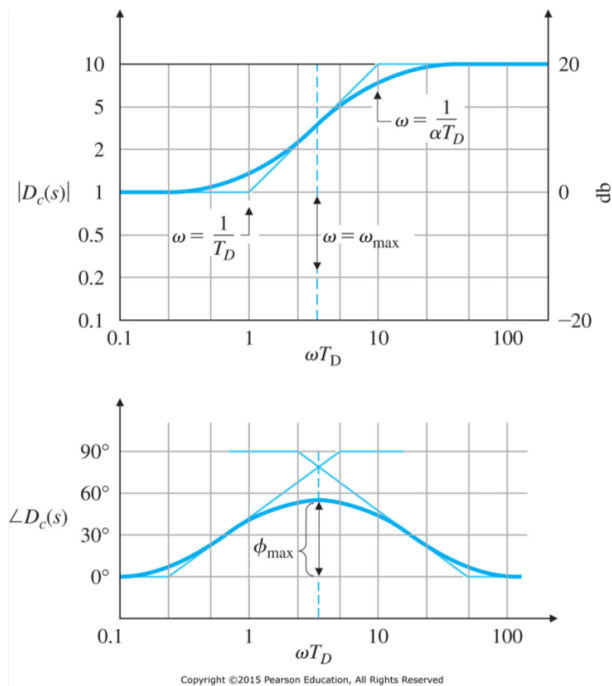 10
5
2
1
0.5
0.2
0.1
|D_c(s)|
20
0
−20
db
ω = 1/(αT_D)
ω = 1/T_D
ω = ω_max
0.1
1
10
100
ωT_D
90°
60°
30°
0°
∠D_c(s)
ϕ_max
0.1
1
10
100
ωT_D
Copyright ©2015 Pearson Education, All Rights Reserved